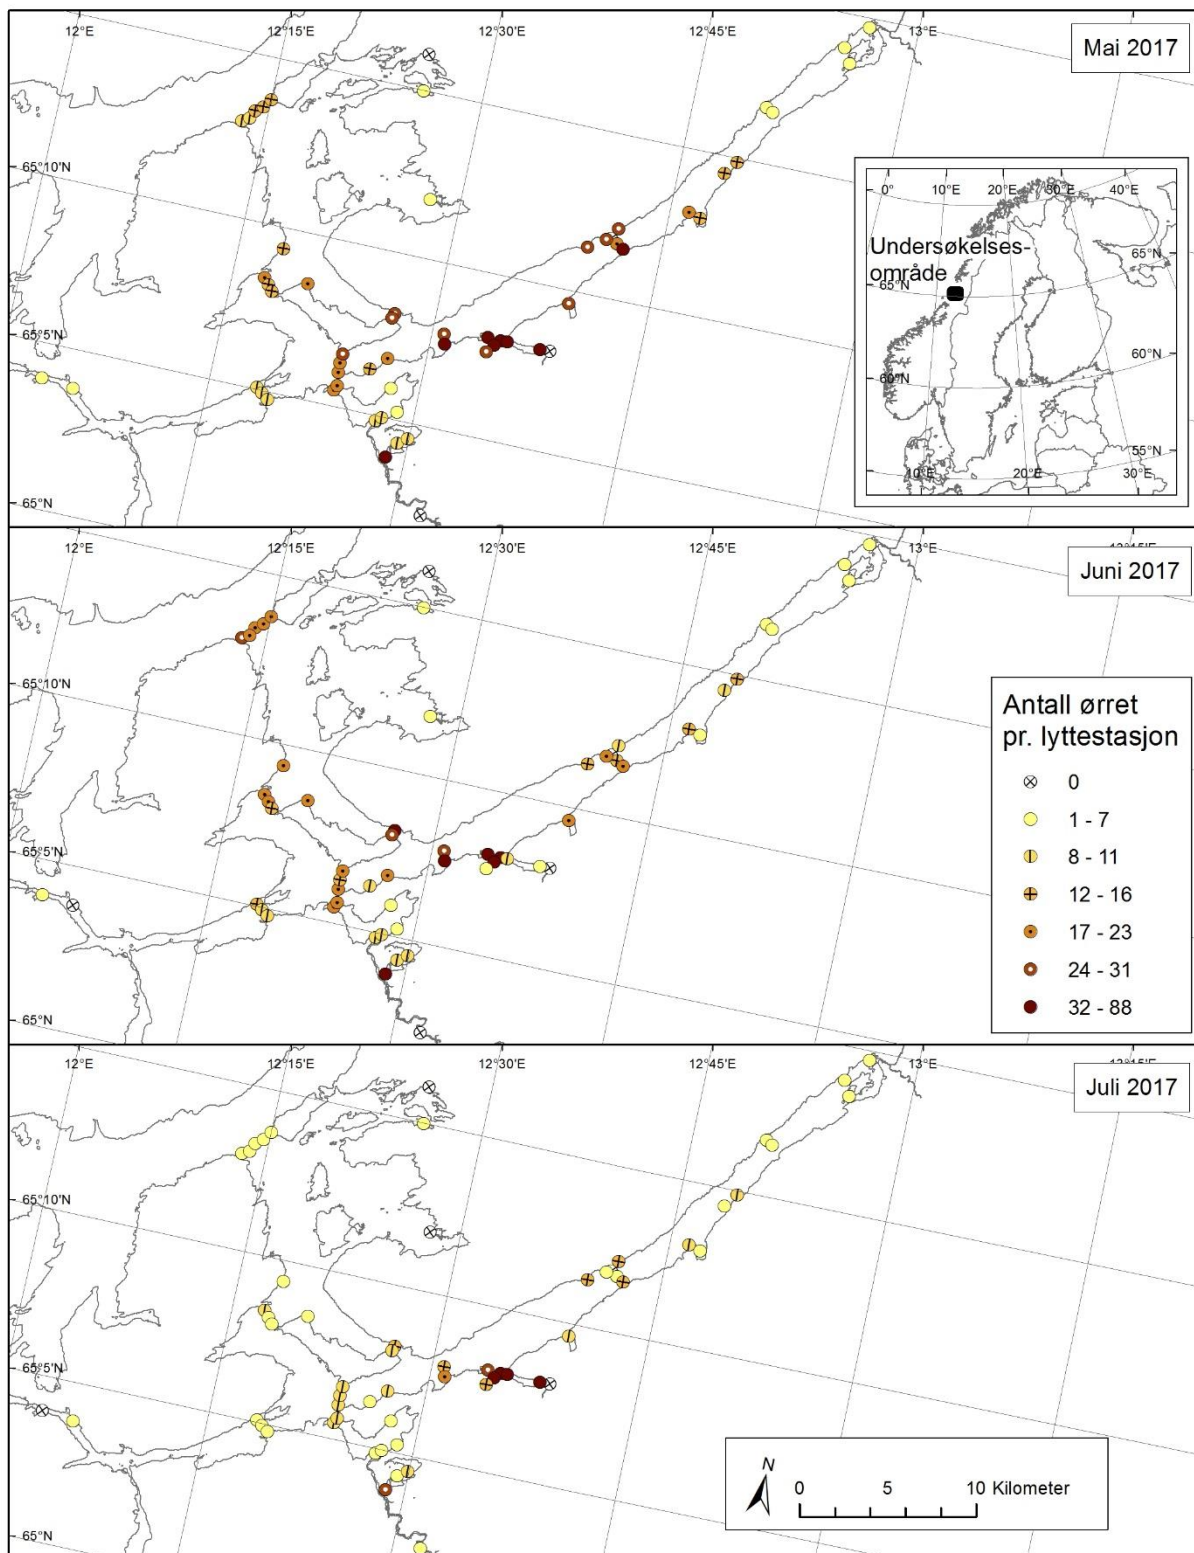 12°E
12°15'E
12°30'E
12°45'E
13°E
Mai 2017
65°10'N
65°5'N
65°N
0°
10°E
20°E
30°E
40°E
Undersøkelses-
område
65°N
65°N
60°N
60°N
55°N
10°E
20°E
30°E
12°E
12°15'E
12°30'E
12°45'E
13°E
Juni 2017
65°10'N
65°5'N
65°N
Antall ørret
pr. lyttestasjon
0
1 - 7
8 - 11
12 - 16
17 - 23
24 - 31
32 - 88
12°E
12°15'E
12°30'E
12°45'E
13°E
13°15'E
Juli 2017
65°10'N
65°5'N
65°N
N
0 5 10 Kilometer